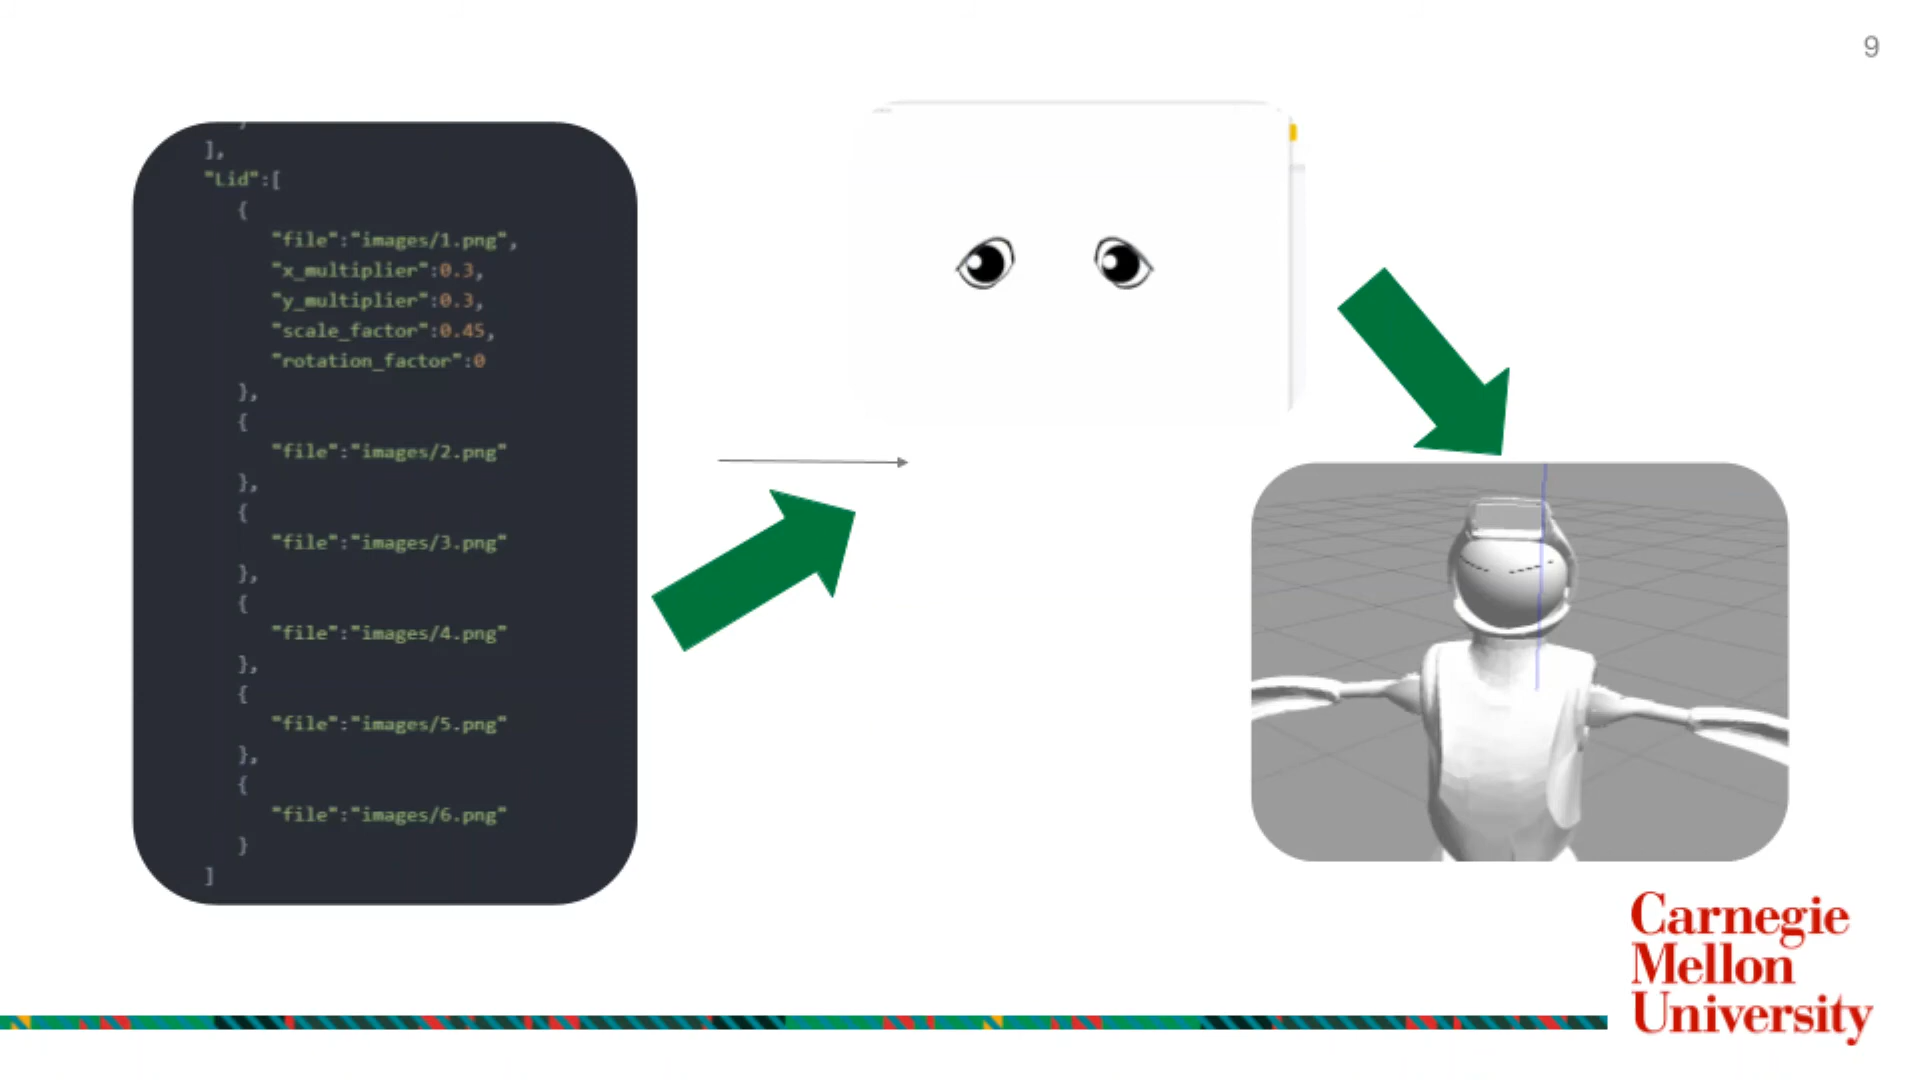 9
],
"Lid":[
{
"file":"images/1.png",
"x_multiplier":0.3,
"y_multiplier":0.3,
"scale_factor":0.45,
"rotation_factor":0
},
{
"file":"images/2.png"
},
{
"file":"images/3.png"
},
{
"file":"images/4.png"
},
{
"file":"images/5.png"
},
{
"file":"images/6.png"
}
]
Carnegie
Mellon
University